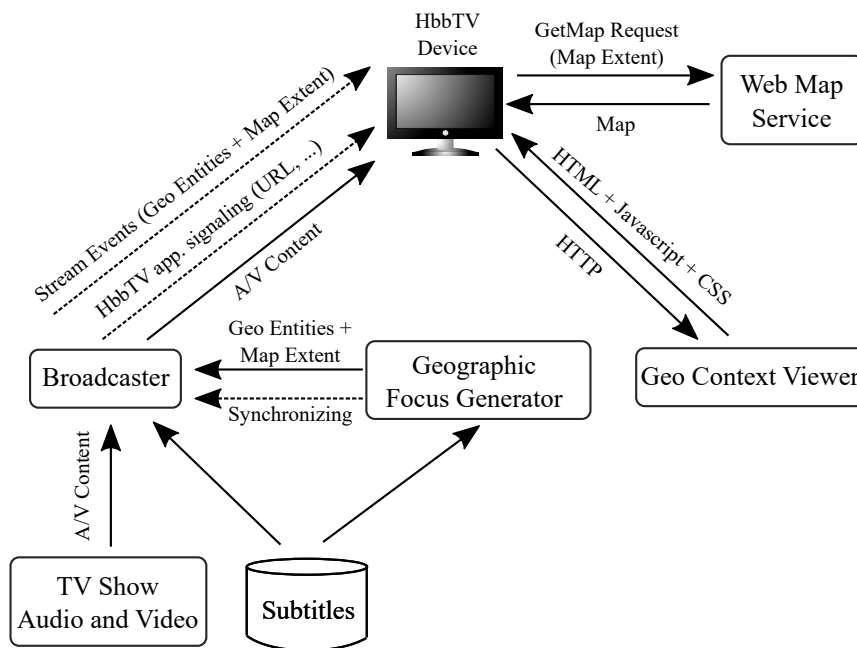 HbbTV
Device
GetMap Request
(Map Extent)
Web Map
Service
Map
Stream Events (Geo Entities + Map Extent)
HbbTV app. signaling (URL, ...)
A/V Content
HTML + Javascript + CSS
HTTP
Broadcaster
Geo Entities +
Map Extent
Synchronizing
Geographic
Focus Generator
Geo Context Viewer
A/V Content
TV Show
Audio and Video
Subtitles